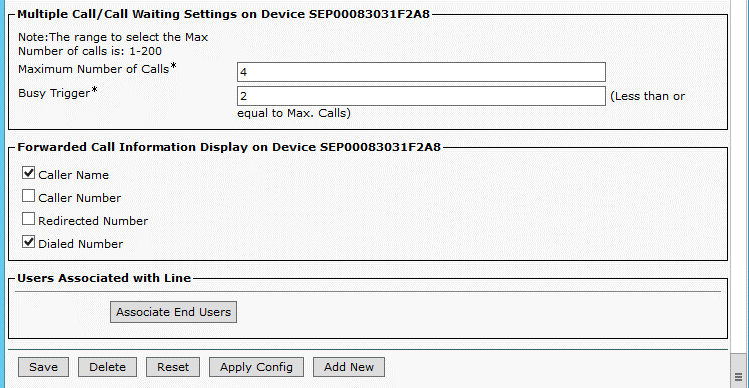 Multiple Call/Call Waiting Settings on Device SEP00083031F2A8
Note:The range to select the Max
Number of calls is: 1-200
Maximum Number of Calls*
4
Busy Trigger*
2
(Less than or
equal to Max. Calls)
Forwarded Call Information Display on Device SEP00083031F2A8
Caller Name
Caller Number
Redirected Number
Dialed Number
Users Associated with Line
Associate End Users
Save Delete Reset Apply Config Add New